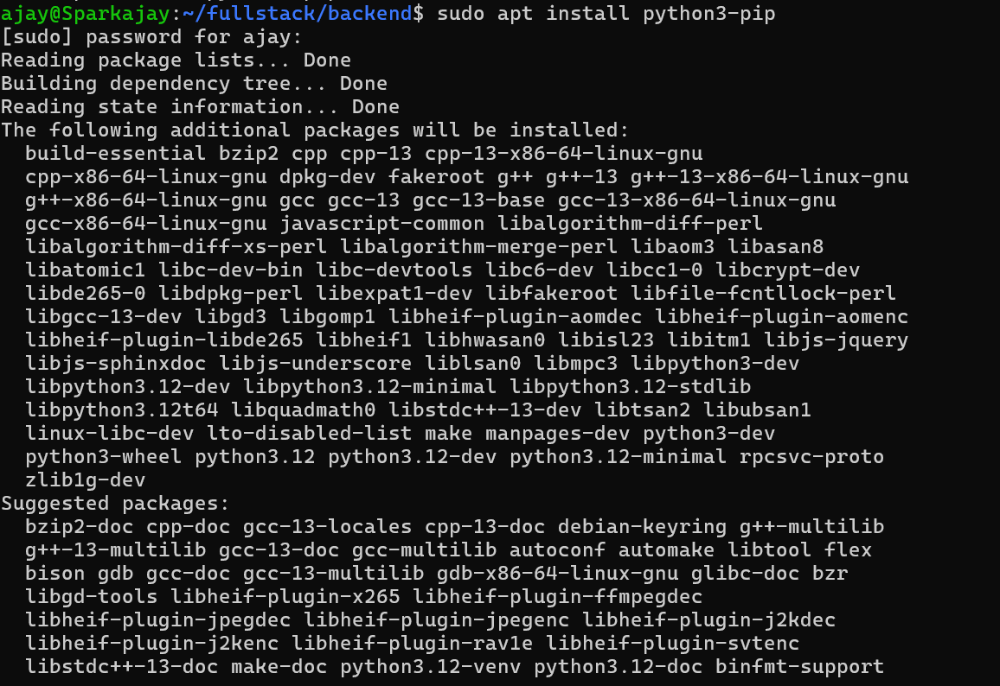 ajay@Sparkajay:~/fullstack/backend$ sudo apt install python3-pip
[sudo] password for ajay:
Reading package lists... Done
Building dependency tree... Done
Reading state information... Done
The following additional packages will be installed:
  build-essential bzip2 cpp cpp-13 cpp-13-x86-64-linux-gnu
  cpp-x86-64-linux-gnu dpkg-dev fakeroot g++ g++-13 g++-13-x86-64-linux-gnu
  g++-x86-64-linux-gnu gcc gcc-13 gcc-13-base gcc-13-x86-64-linux-gnu
  gcc-x86-64-linux-gnu javascript-common libalgorithm-diff-perl
  libalgorithm-diff-xs-perl libalgorithm-merge-perl libaom3 libasan8
  libatomic1 libc-dev-bin libc-devtools libc6-dev libcc1-0 libcrypt-dev
  libde265-0 libdpkg-perl libexpat1-dev libfakeroot libfile-fcntllock-perl
  libgcc-13-dev libgd3 libgomp1 libheif-plugin-aomdec libheif-plugin-aomenc
  libheif-plugin-libde265 libheif1 libhwasan0 libisl23 libitm1 libjs-jquery
  libjs-sphinxdoc libjs-underscore liblsan0 libmpc3 libpython3-dev
  libpython3.12-dev libpython3.12-minimal libpython3.12-stdlib
  libpython3.12t64 libquadmath0 libstdc++-13-dev libtsan2 libubsan1
  linux-libc-dev lto-disabled-list make manpages-dev python3-dev
  python3-wheel python3.12 python3.12-dev python3.12-minimal rpcsvc-proto
  zlib1g-dev
Suggested packages:
  bzip2-doc cpp-doc gcc-13-locales cpp-13-doc debian-keyring g++-multilib
  g++-13-multilib gcc-13-doc gcc-multilib autoconf automake libtool flex
  bison gdb gcc-doc gcc-13-multilib gdb-x86-64-linux-gnu glibc-doc bzr
  libgd-tools libheif-plugin-x265 libheif-plugin-ffmpegdec
  libheif-plugin-jpegdec libheif-plugin-jpegenc libheif-plugin-j2kdec
  libheif-plugin-j2kenc libheif-plugin-rav1e libheif-plugin-svtenc
  libstdc++-13-doc make-doc python3.12-venv python3.12-doc binfmt-support